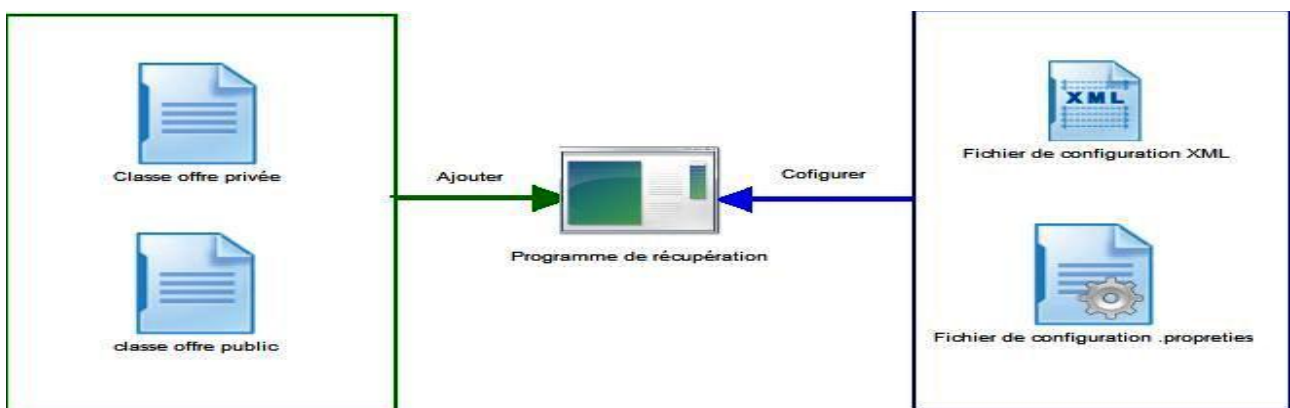 Classe offre privée
classe offre public
Ajouter
Programme de récupération
Cofigurer
XML
Fichier de configuration XML
Fichier de configuration .propreties